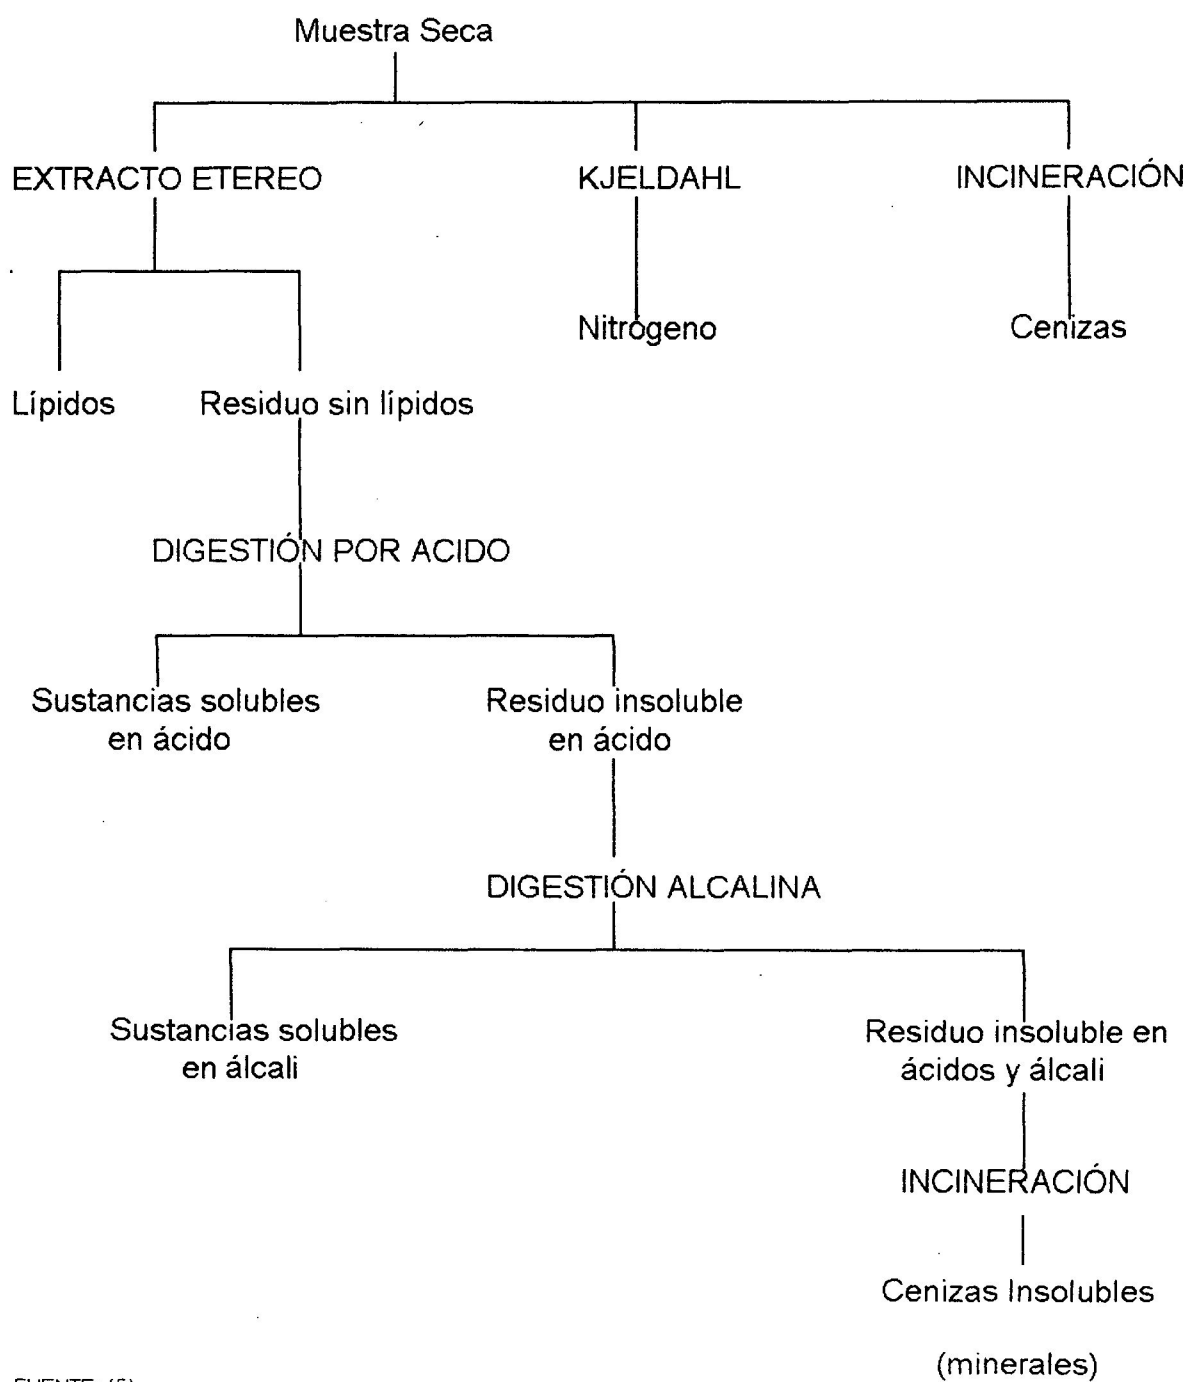 Muestra Seca
EXTRACTO ETEREO
KJELDAHL
INCINERACIÓN
Nitrógeno
Cenizas
Lípidos
Residuo sin lípidos
DIGESTIÓN POR ACIDO
Sustancias solubles
en ácido
Residuo insoluble
en ácido
DIGESTIÓN ALCALINA
Sustancias solubles
en álcali
Residuo insoluble en
ácidos y álcali
INCINERACIÓN
Cenizas Insolubles
(minerales)